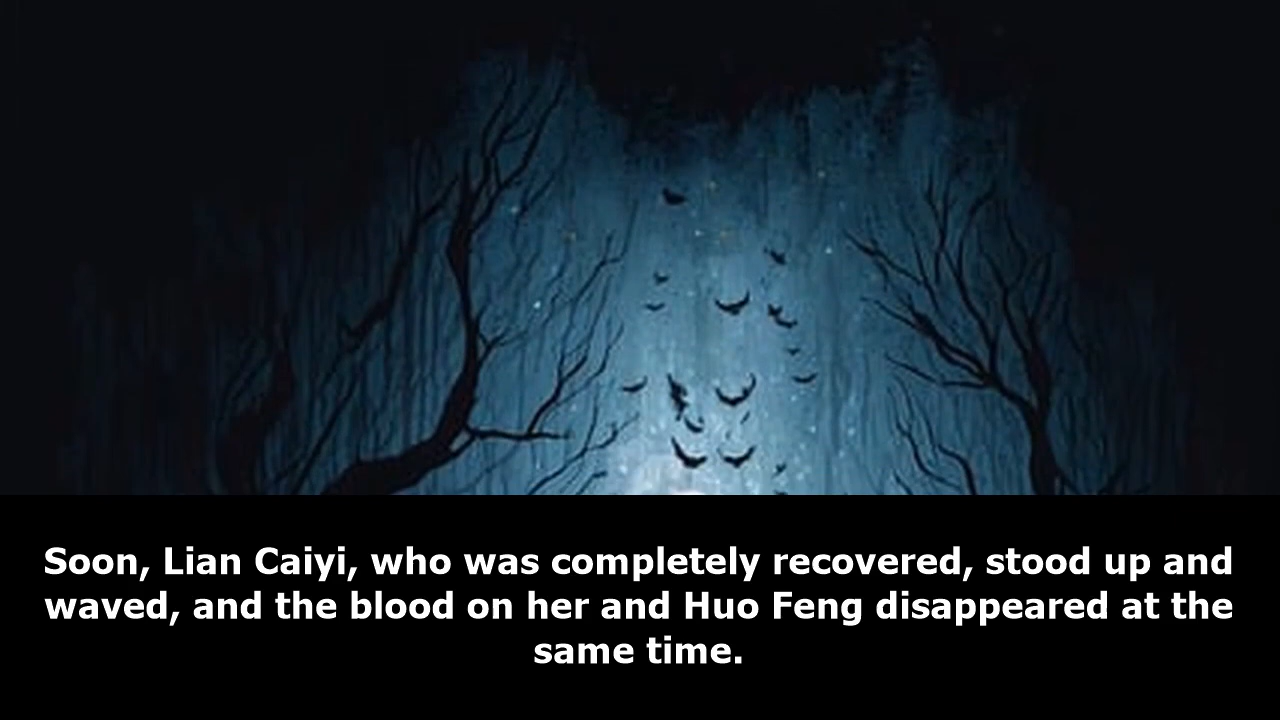 Soon, Lian Caiyi, who was completely recovered, stood up and
waved, and the blood on her and Huo Feng disappeared at the
same time.